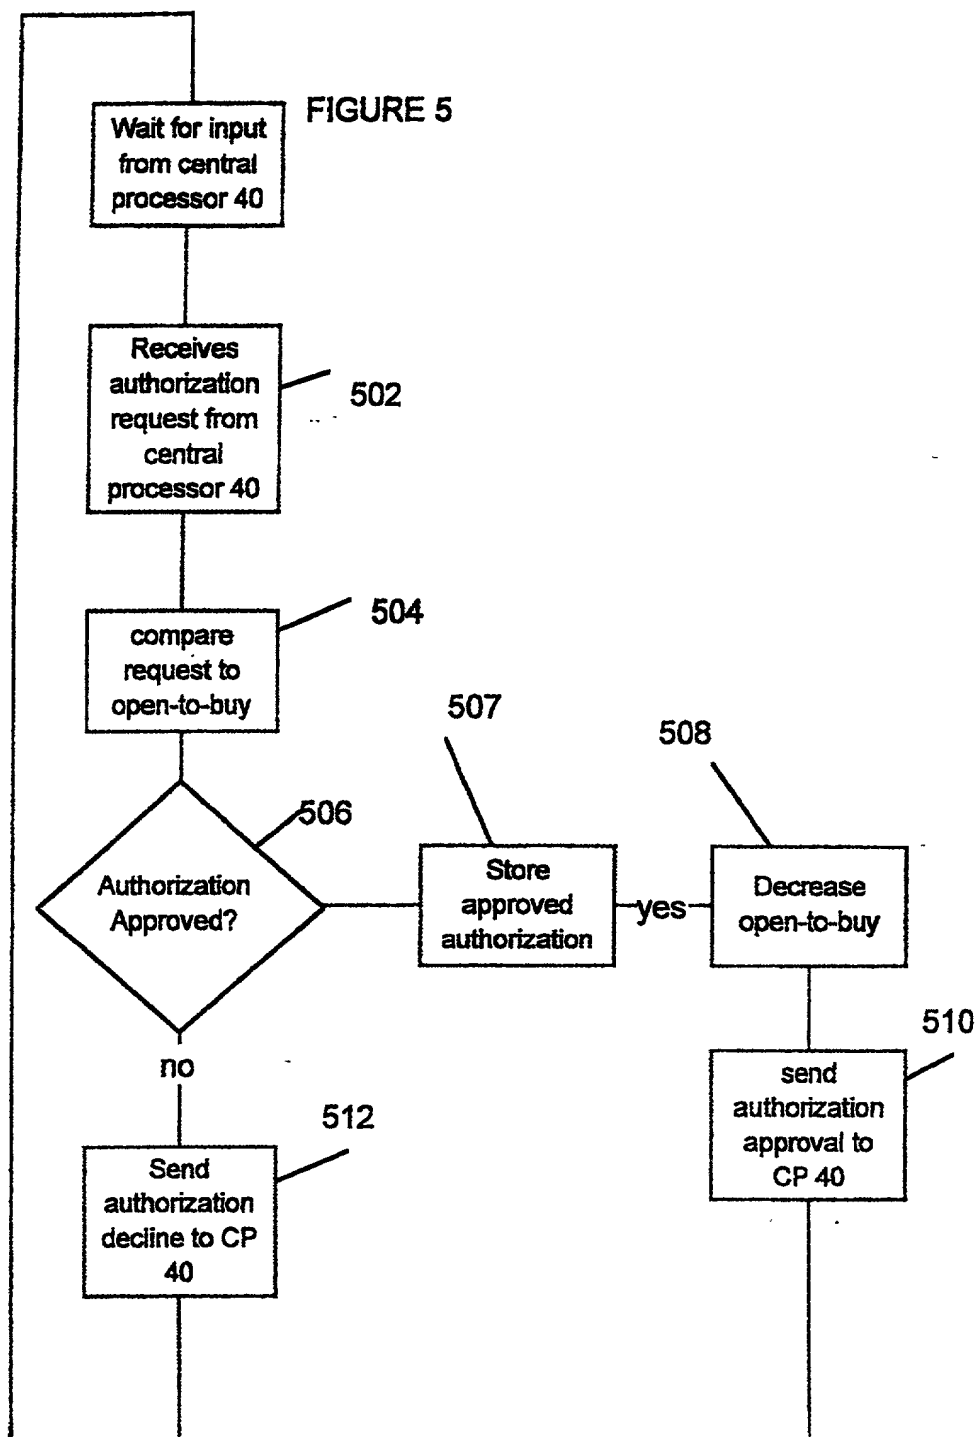 FIGURE 5
Wait for input
from central
processor 40
Receives
authorization
request from
central
processor 40
502
compare
request to
open-to-buy
504
506
Authorization
Approved?
507
Store
approved
authorization
yes
508
Decrease
open-to-buy
510
send
authorization
approval to
CP 40
no
512
Send
authorization
decline to CP
40